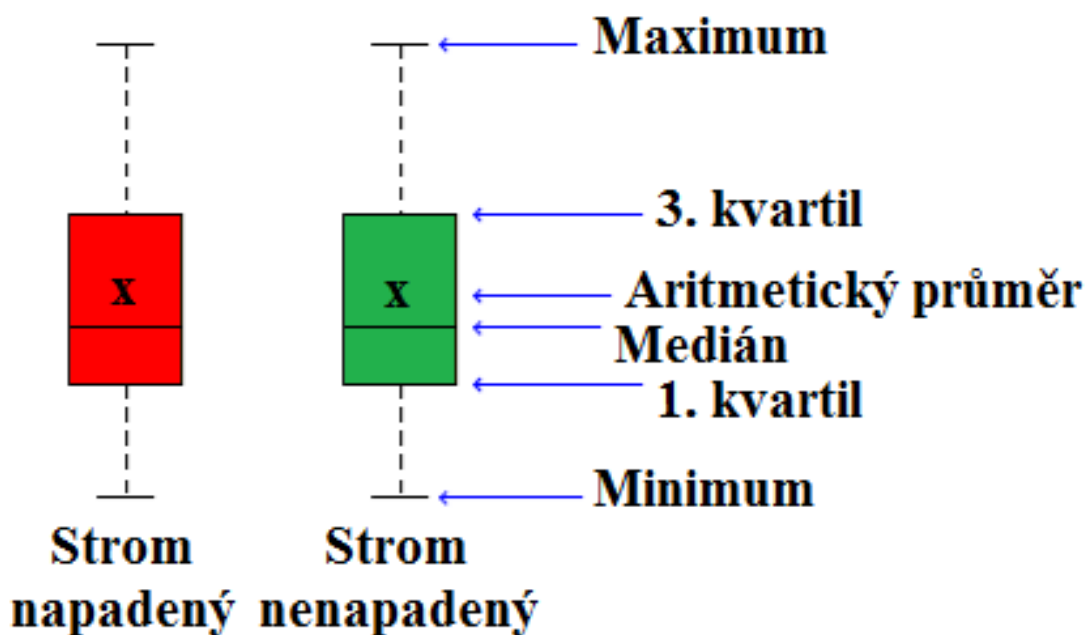 Maximum
3. kvartil
x
x
Aritmetický průměr
Medián
1. kvartil
Minimum
Strom
napadený
Strom
nenapadený